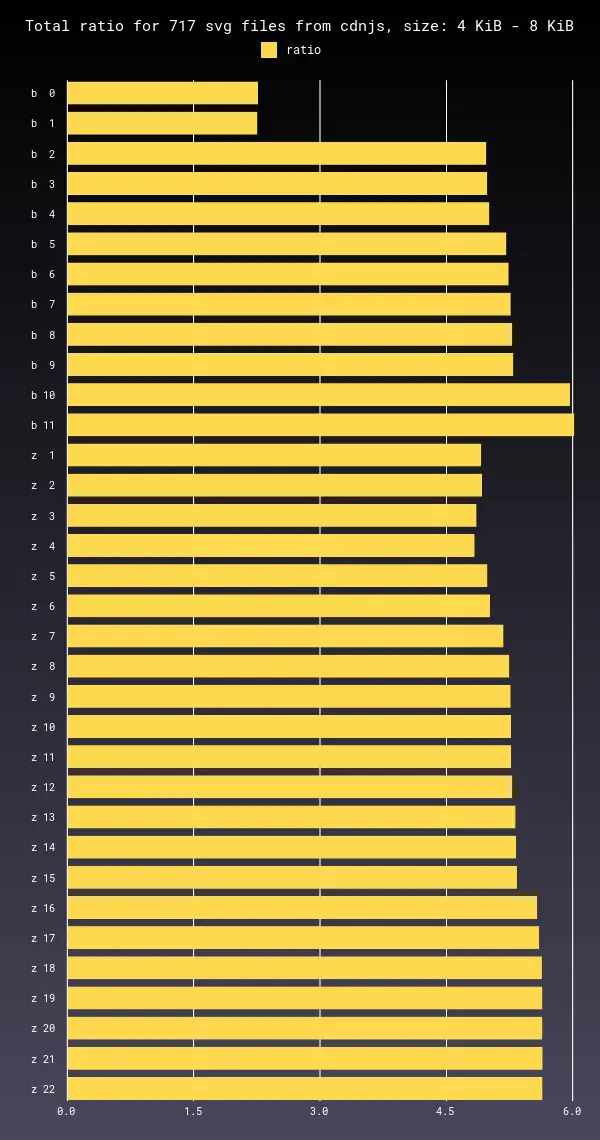 Total ratio for 717 svg files from cdnjs, size: 4 KiB - 8 KiB
ratio
b 0
b 1
b 2
b 3
b 4
b 5
b 6
b 7
b 8
b 9
b 10
b 11
z 1
z 2
z 3
z 4
z 5
z 6
z 7
z 8
z 9
z 10
z 11
z 12
z 13
z 14
z 15
z 16
z 17
z 18
z 19
z 20
z 21
z 22
0.0 1.5 3.0 4.5 6.0